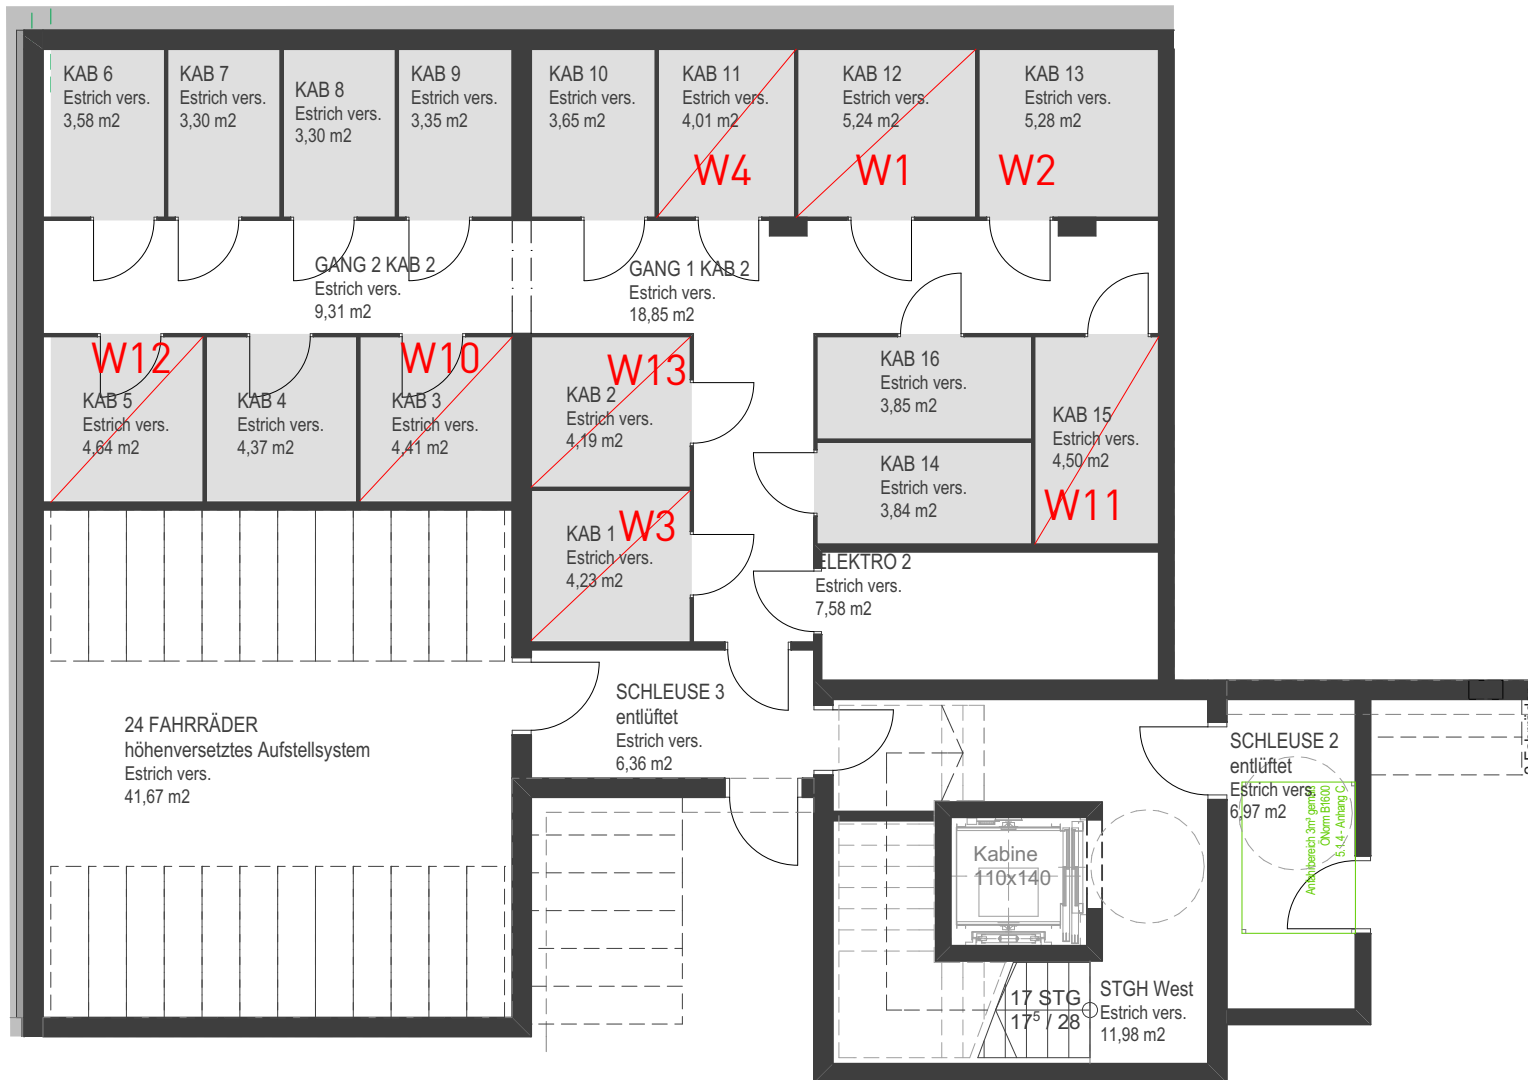 KAB 6
Estrich vers.
3,58 m2
KAB 7
Estrich vers.
3,30 m2
KAB 8
Estrich vers.
3,30 m2
KAB 9
Estrich vers.
3,35 m2
KAB 10
Estrich vers.
3,65 m2
KAB 11
Estrich vers.
4,01 m2
W4
KAB 12
Estrich vers.
5,24 m2
W1
KAB 13
Estrich vers.
5,28 m2
W2
GANG 2 KAB 2
Estrich vers.
9,31 m2
GANG 1 KAB 2
Estrich vers.
18,85 m2
W12
KAB 5
Estrich vers.
4,64 m2
KAB 4
Estrich vers.
4,37 m2
W10
KAB 3
Estrich vers.
4,41 m2
W13
KAB 2
Estrich vers.
4,19 m2
KAB 16
Estrich vers.
3,85 m2
KAB 15
Estrich vers.
4,50 m2
W11
KAB 14
Estrich vers.
3,84 m2
KAB 1
Estrich vers.
4,23 m2
W3
ELEKTRO 2
Estrich vers.
7,58 m2
24 FAHRRÄDER
höhenversetztes Aufstellsystem
Estrich vers.
41,67 m2
SCHLEUSE 3
entlüftet
Estrich vers.
6,36 m2
SCHLEUSE 2
entlüftet
Estrich vers.
6,97 m2
3m² gemäß
ÖNorm B1600
5.1.4 - Anhang C
Kabine
110x140
17 STG
17⁵ / 28
STGH West
Estrich vers.
11,98 m2